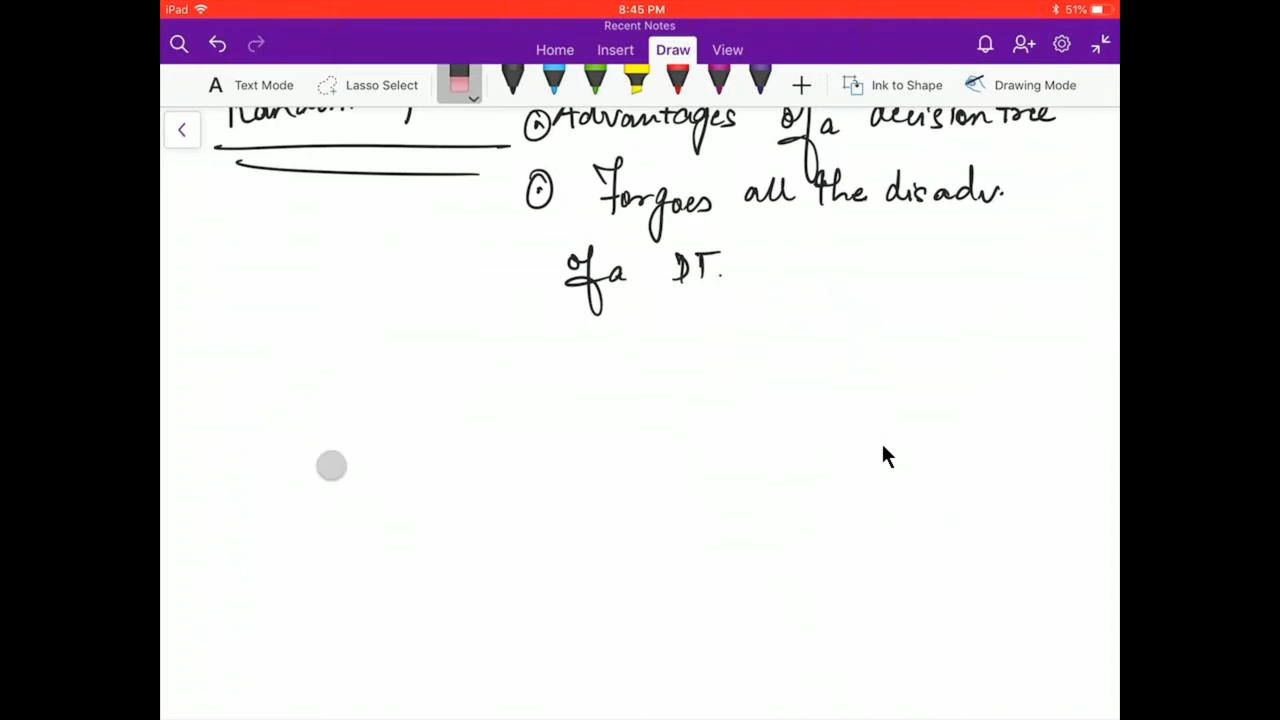 iPad 8:45 PM 51%
Recent Notes
Home Insert Draw View
A Text Mode Lasso Select Ink to Shape Drawing Mode
Random
Advantages of a decision tree
Forgoes all the disadv.
of a DT.